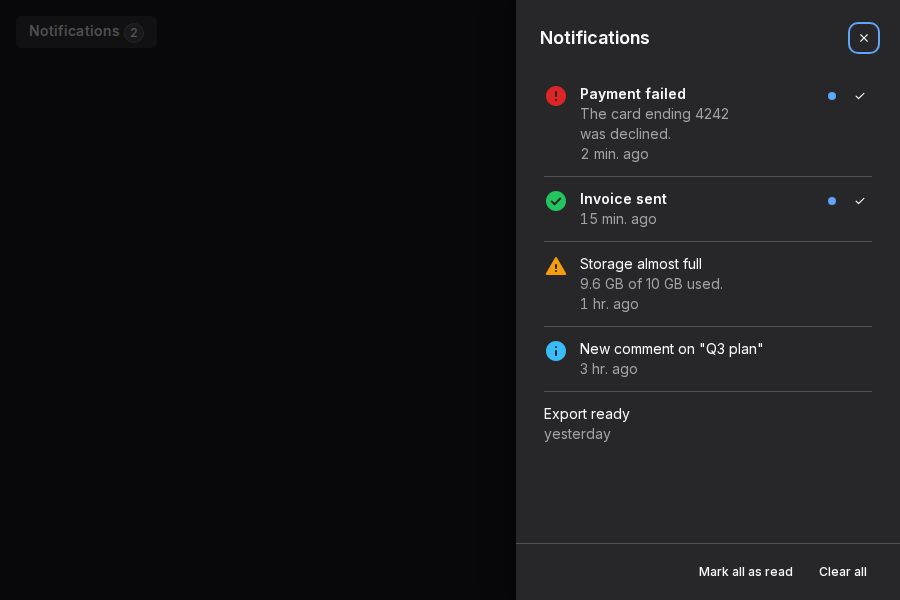 Notifications 2
Notifications
Payment failed
The card ending 4242
was declined.
2 min. ago
Invoice sent
15 min. ago
Storage almost full
9.6 GB of 10 GB used.
1 hr. ago
New comment on "Q3 plan"
3 hr. ago
Export ready
yesterday
Mark all as read
Clear all